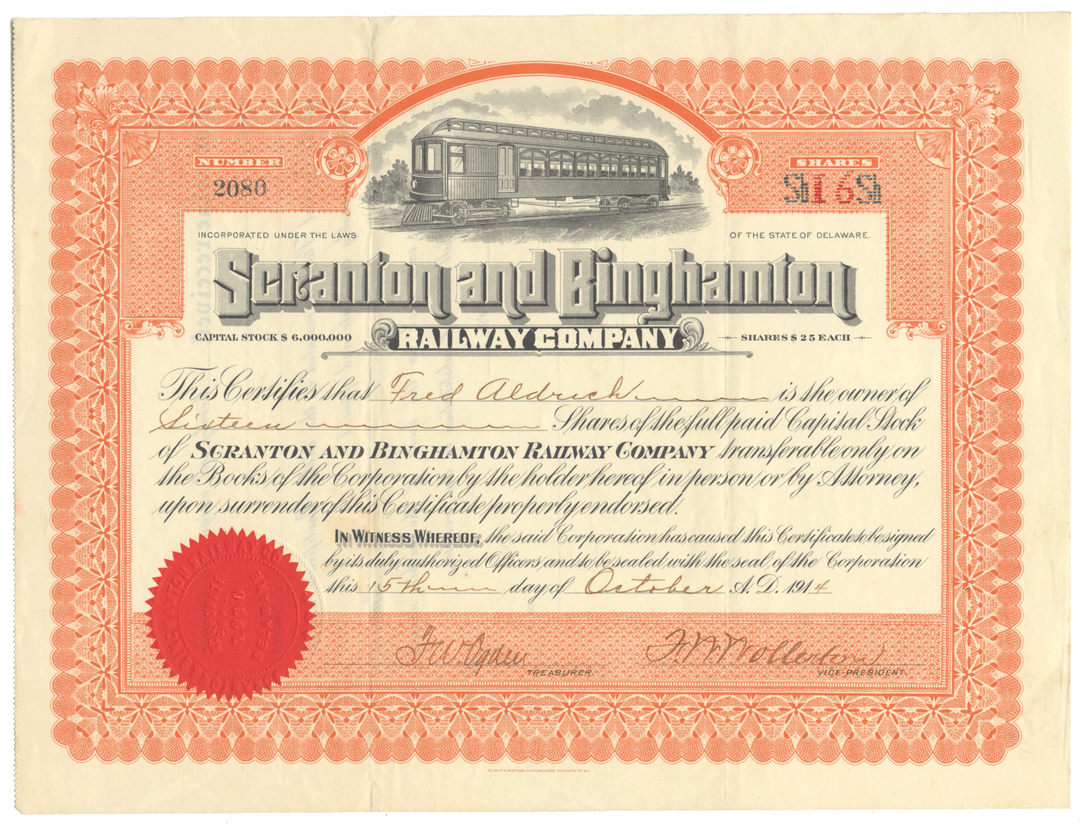 NUMBER
2080
SHARES
16
INCORPORATED UNDER THE LAWS
OF THE STATE OF DELAWARE.
Scranton and Binghamton
CAPITAL STOCK $ 6,000,000
RAILWAY COMPANY
SHARES $ 25 EACH
This Certifies that Fred Aldrich is the owner of
Sixteen Shares of the full paid Capital Stock
of SCRANTON AND BINGHAMTON RAILWAY COMPANY transferable only on
the Books of the Corporation by the holder hereof in person or by Attorney,
upon surrender of this Certificate properly endorsed.
IN WITNESS WHEREOF, the said Corporation has caused this Certificate to be signed
by its duly authorized Officers and to be sealed with the seal of the Corporation
this 15th day of October A.D. 1914
F.W. Ogden
TREASURER.
VICE-PRESIDENT.